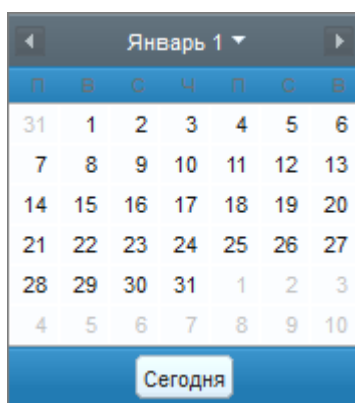 Январь 1
П В С Ч П С В
31 1 2 3 4 5 6
7 8 9 10 11 12 13
14 15 16 17 18 19 20
21 22 23 24 25 26 27
28 29 30 31 1 2 3
4 5 6 7 8 9 10
Сегодня